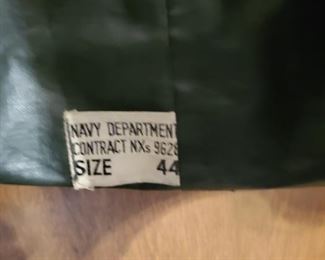 NAVY DEPARTMENT
CONTRACT NXs 9628
SIZE 44